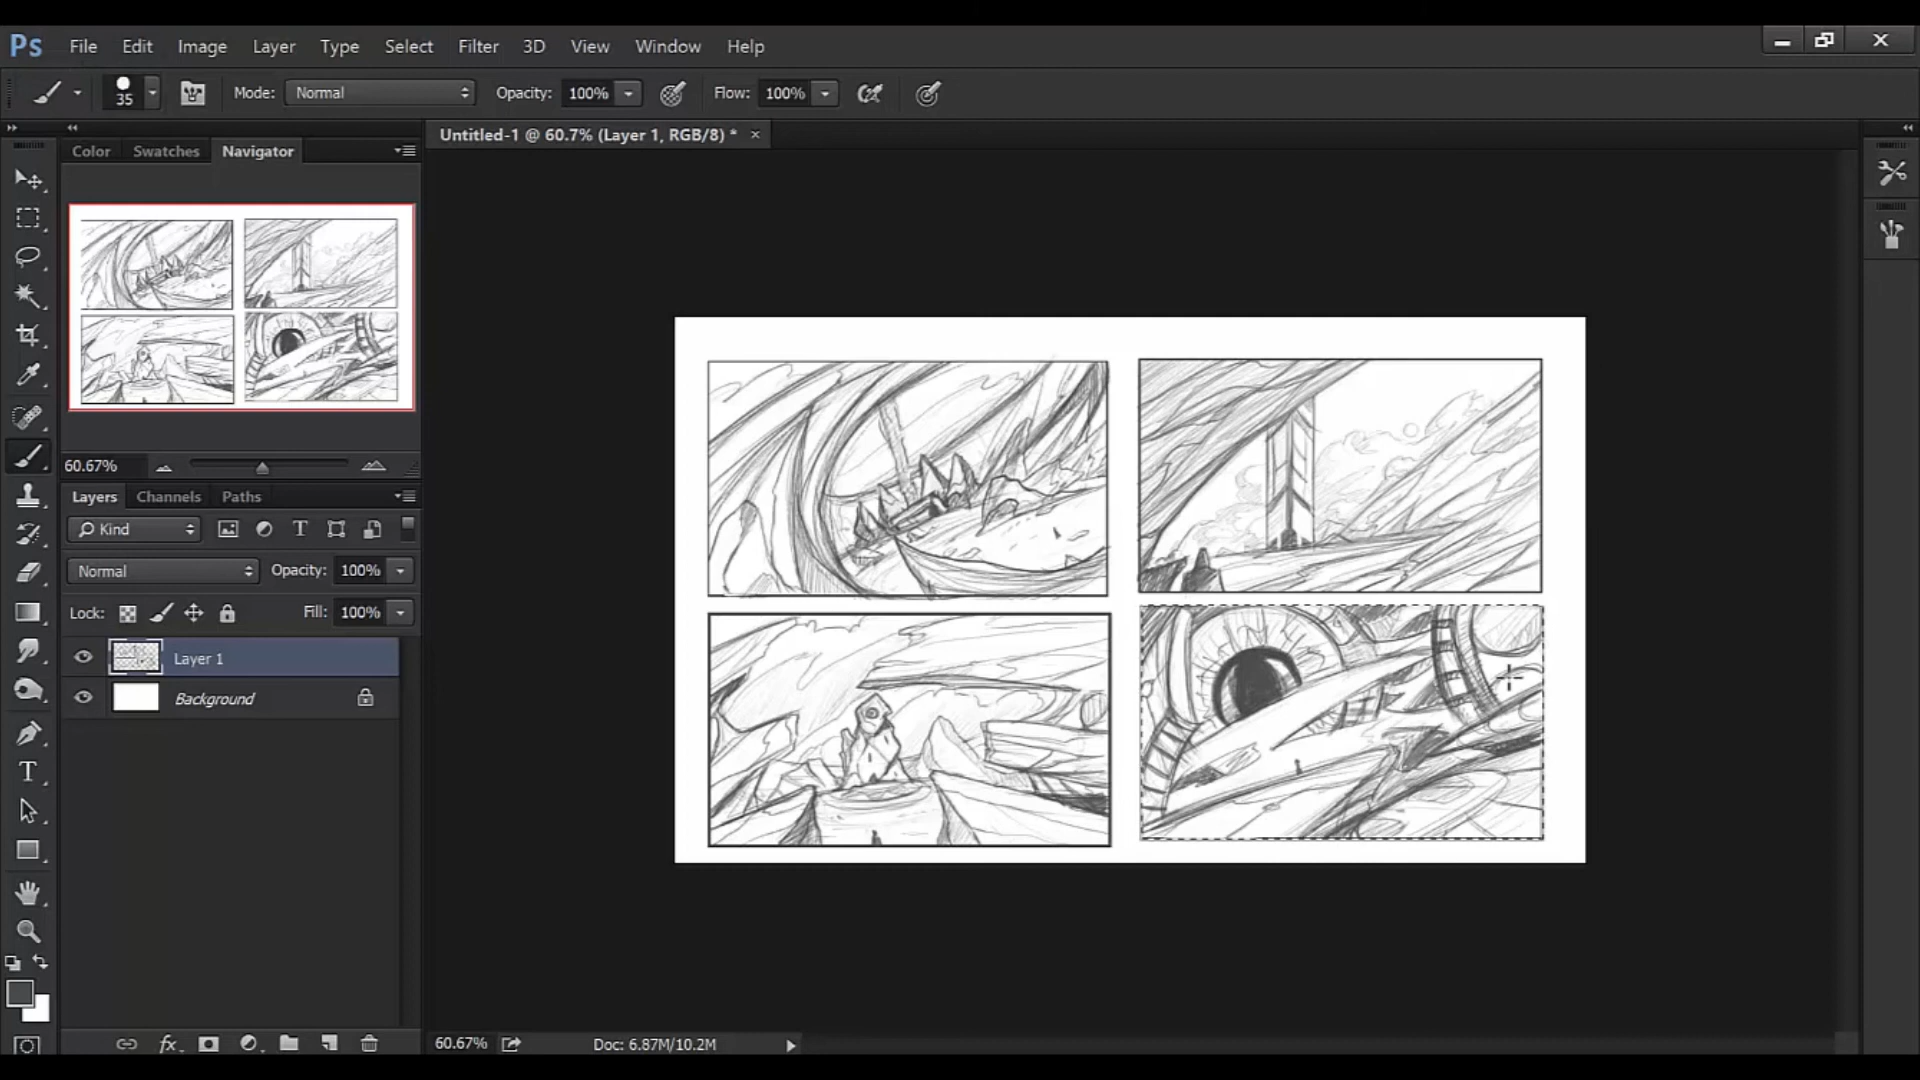 Ps File Edit Image Layer Type Select Filter 3D View Window Help
35 Mode: Normal Opacity: 100% Flow: 100%
Untitled-1 @ 60.7% (Layer 1, RGB/8) * ×
Color Swatches Navigator
60.67%
Layers Channels Paths
Kind
Normal Opacity: 100%
Lock: Fill: 100%
Layer 1
Background
fx
60.67% Doc: 6.87M/10.2M